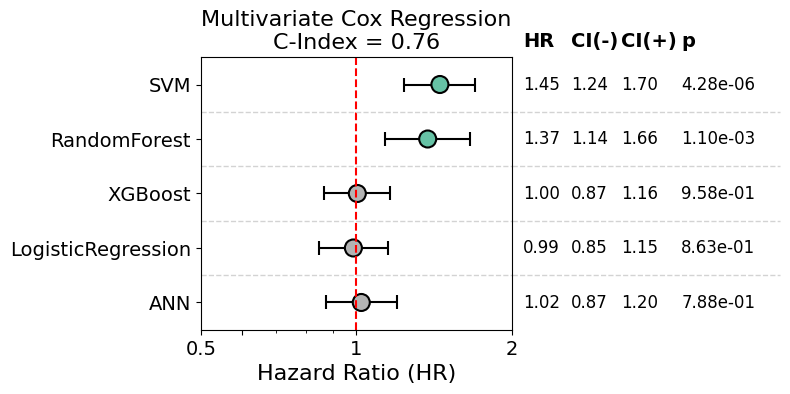 Multivariate Cox Regression
C-Index = 0.76
HR CI(-) CI(+) p
SVM 1.45 1.24 1.70 4.28e-06
RandomForest 1.37 1.14 1.66 1.10e-03
XGBoost 1.00 0.87 1.16 9.58e-01
LogisticRegression 0.99 0.85 1.15 8.63e-01
ANN 1.02 0.87 1.20 7.88e-01
0.5 1 2
Hazard Ratio (HR)